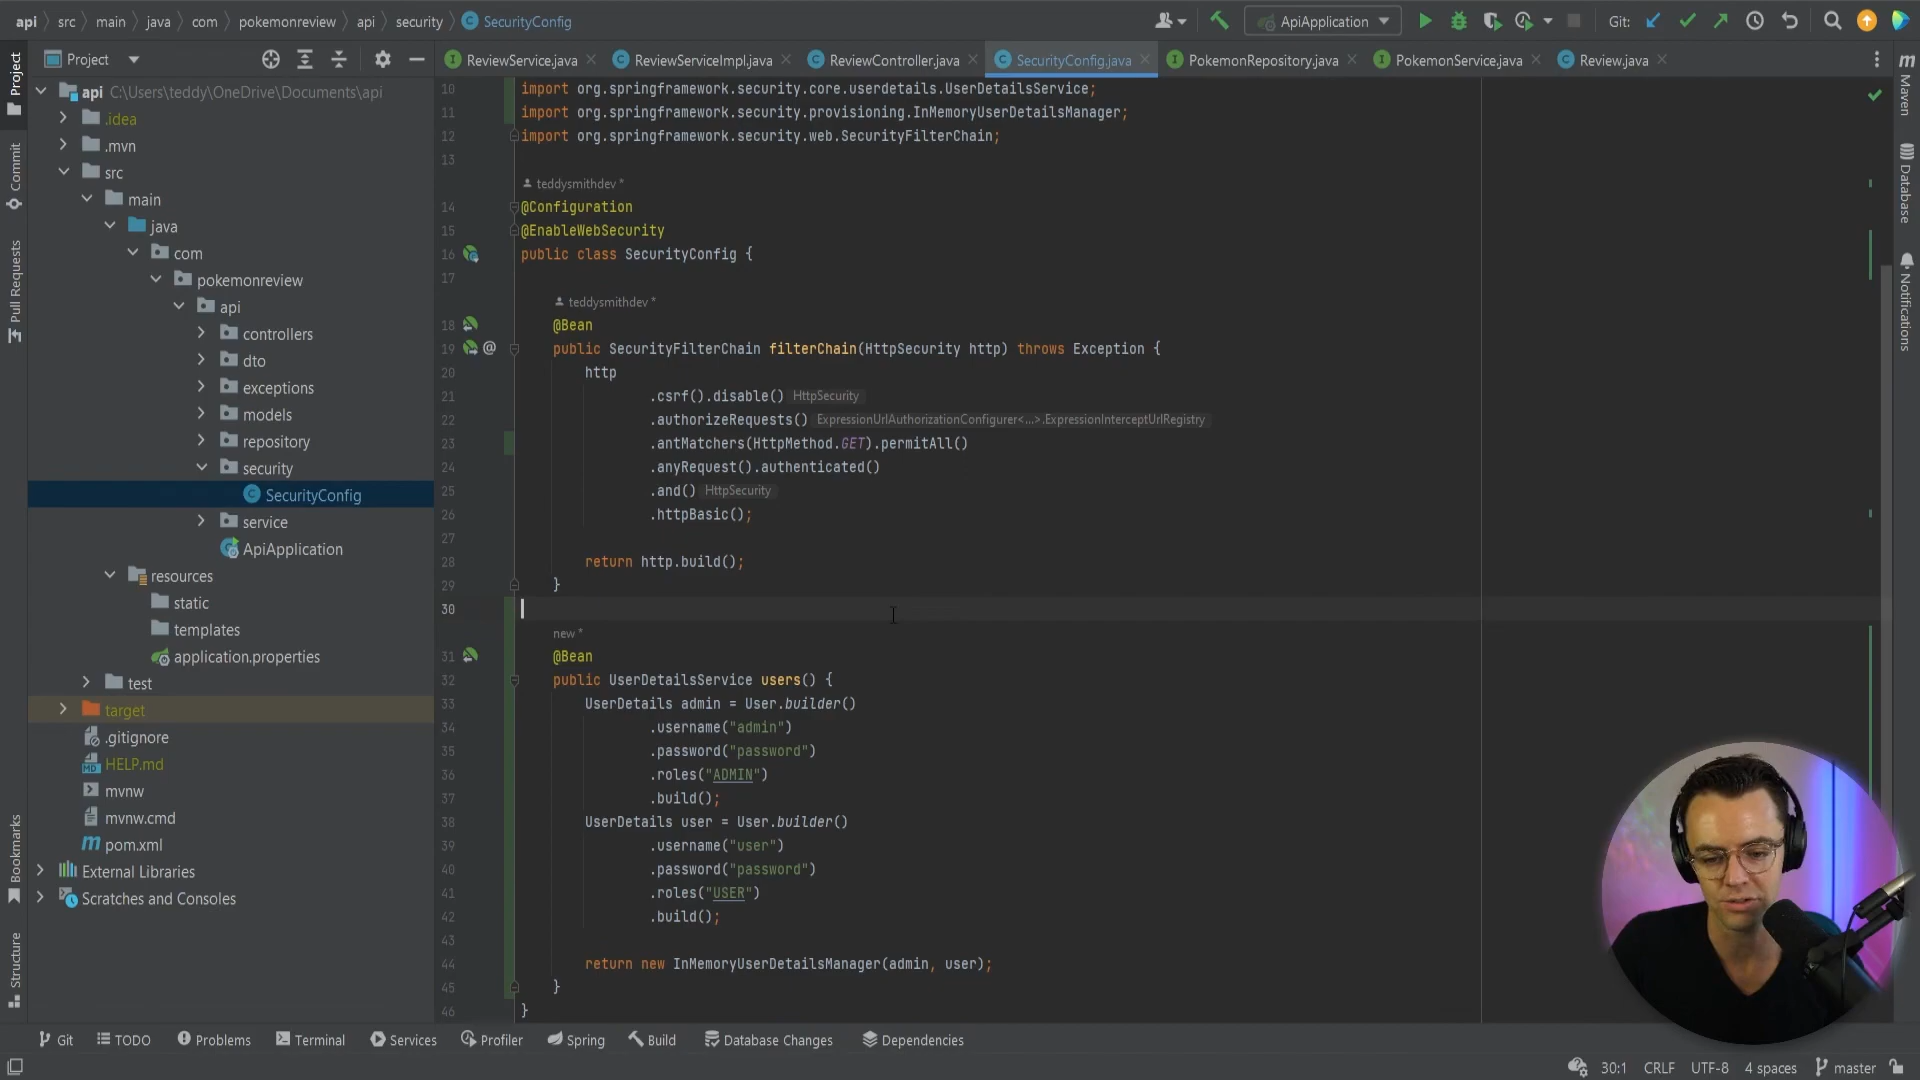 api
src
main
java
com
pokemonreview
api
security
SecurityConfig
ApiApplication
Git:
Project
Commit
Pull Requests
Bookmarks
Structure
Project
api C:\Users\teddy\OneDrive\Documents\api
.idea
.mvn
src
main
java
com
pokemonreview
api
controllers
dto
exceptions
models
repository
security
SecurityConfig
service
ApiApplication
resources
static
templates
application.properties
test
target
.gitignore
HELP.md
mvnw
mvnw.cmd
pom.xml
External Libraries
Scratches and Consoles
ReviewService.java
ReviewServiceImpl.java
ReviewController.java
SecurityConfig.java
PokemonRepository.java
PokemonService.java
Review.java
10 import org.springframework.security.core.userdetails.UserDetailsService;
11 import org.springframework.security.provisioning.InMemoryUserDetailsManager;
12 import org.springframework.security.web.SecurityFilterChain;
13
teddysmithdev *
14 @Configuration
15 @EnableWebSecurity
16 public class SecurityConfig {
17
teddysmithdev *
18 @Bean
19 @ public SecurityFilterChain filterChain(HttpSecurity http) throws Exception {
20 http
21 .csrf().disable() HttpSecurity
22 .authorizeRequests() ExpressionUrlAuthorizationConfigurer<...>.ExpressionInterceptUrlRegistry
23 .antMatchers(HttpMethod.GET).permitAll()
24 .anyRequest().authenticated()
25 .and() HttpSecurity
26 .httpBasic();
27
28 return http.build();
29 }
30
new *
31 @Bean
32 public UserDetailsService users() {
33 UserDetails admin = User.builder()
34 .username("admin")
35 .password("password")
36 .roles("ADMIN")
37 .build();
38 UserDetails user = User.builder()
39 .username("user")
40 .password("password")
41 .roles("USER")
42 .build();
43
44 return new InMemoryUserDetailsManager(admin, user);
45 }
46 }
Maven
Database
Notifications
Git
TODO
Problems
Terminal
Services
Profiler
Spring
Build
Database Changes
Dependencies
30:1
CRLF
UTF-8
4 spaces
master